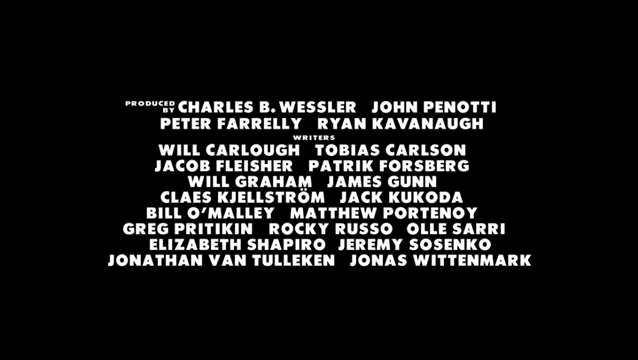 PRODUCED BY CHARLES B. WESSLER JOHN PENOTTI
PETER FARRELLY RYAN KAVANAUGH
WRITERS
WILL CARLOUGH TOBIAS CARLSON
JACOB FLEISHER PATRIK FORSBERG
WILL GRAHAM JAMES GUNN
CLAES KJELLSTRÖM JACK KUKODA
BILL O'MALLEY MATTHEW PORTENOY
GREG PRITIKIN ROCKY RUSSO OLLE SARRI
ELIZABETH SHAPIRO JEREMY SOSENKO
JONATHAN VAN TULLEKEN JONAS WITTENMARK